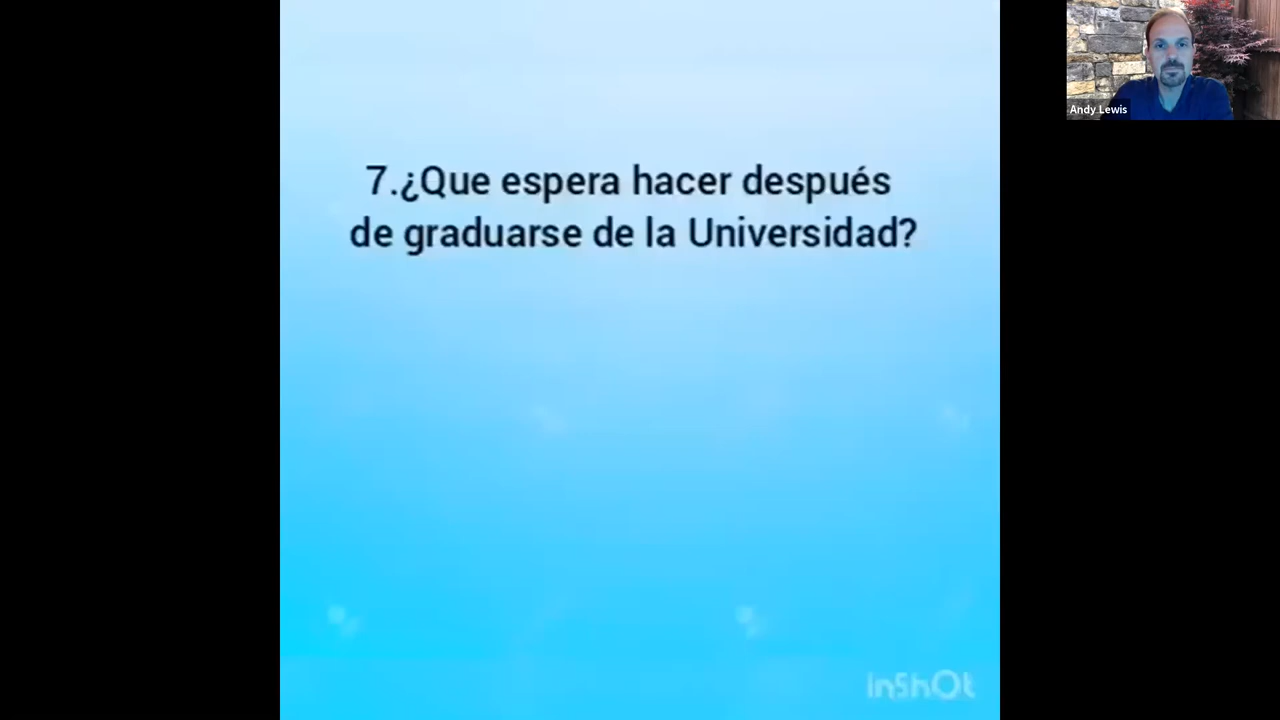 7.¿Que espera hacer después
de graduarse de la Universidad?
Andy Lewis
InShOt